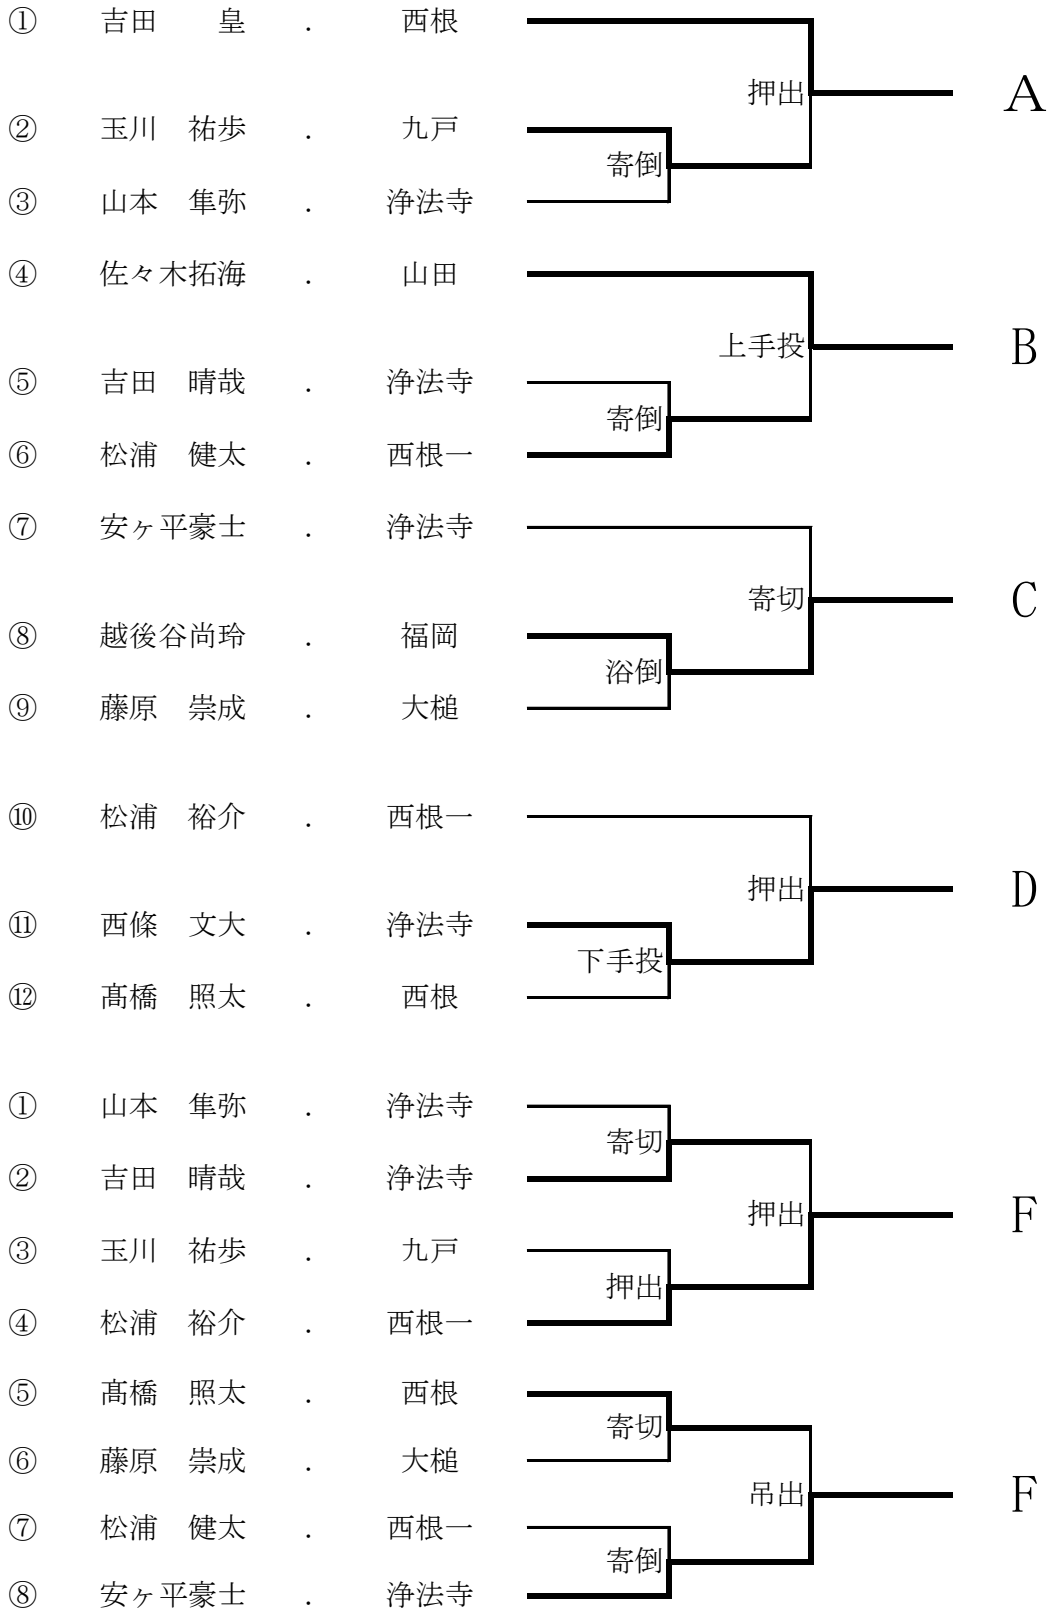 ① 吉田　　皇 . 西根
押出 A
② 玉川　祐歩 . 九戸
寄倒
③ 山本　隼弥 . 浄法寺
④ 佐々木拓海 . 山田
上手投 B
⑤ 吉田　晴哉 . 浄法寺
寄倒
⑥ 松浦　健太 . 西根一
⑦ 安ヶ平豪士 . 浄法寺
寄切 C
⑧ 越後谷尚玲 . 福岡
浴倒
⑨ 藤原　崇成 . 大槌
⑩ 松浦　裕介 . 西根一
押出 D
⑪ 西條　文大 . 浄法寺
下手投
⑫ 髙橋　照太 . 西根
① 山本　隼弥 . 浄法寺
寄切
② 吉田　晴哉 . 浄法寺
押出 F
③ 玉川　祐歩 . 九戸
押出
④ 松浦　裕介 . 西根一
⑤ 髙橋　照太 . 西根
寄切
⑥ 藤原　崇成 . 大槌
吊出 F
⑦ 松浦　健太 . 西根一
寄倒
⑧ 安ヶ平豪士 . 浄法寺